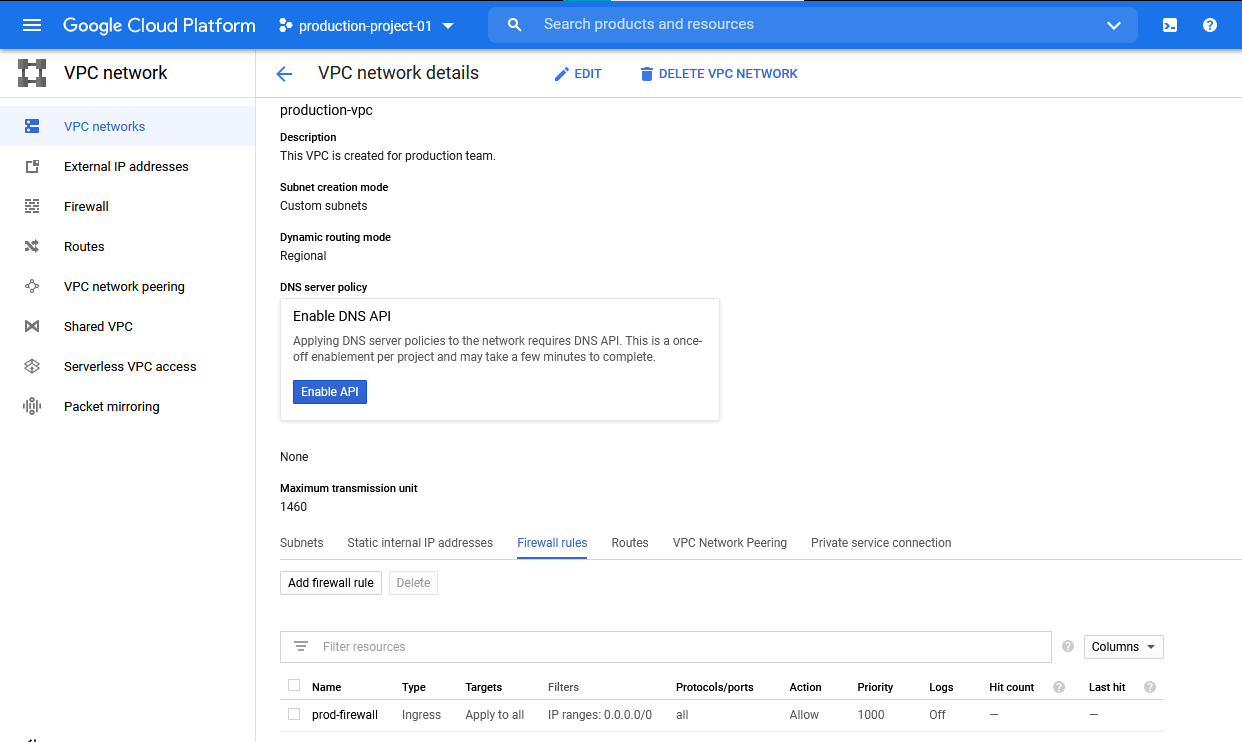 Google Cloud Platform
production-project-01
Search products and resources
VPC network
VPC network details
EDIT
DELETE VPC NETWORK
VPC networks
External IP addresses
Firewall
Routes
VPC network peering
Shared VPC
Serverless VPC access
Packet mirroring
production-vpc
Description
This VPC is created for production team.
Subnet creation mode
Custom subnets
Dynamic routing mode
Regional
DNS server policy
Enable DNS API
Applying DNS server policies to the network requires DNS API. This is a once-
off enablement per project and may take a few minutes to complete.
Enable API
None
Maximum transmission unit
1460
Subnets Static internal IP addresses Firewall rules Routes VPC Network Peering Private service connection
Add firewall rule Delete
Filter resources Columns
Name Type Targets Filters Protocols/ports Action Priority Logs Hit count Last hit
prod-firewall Ingress Apply to all IP ranges: 0.0.0.0/0 all Allow 1000 Off — —